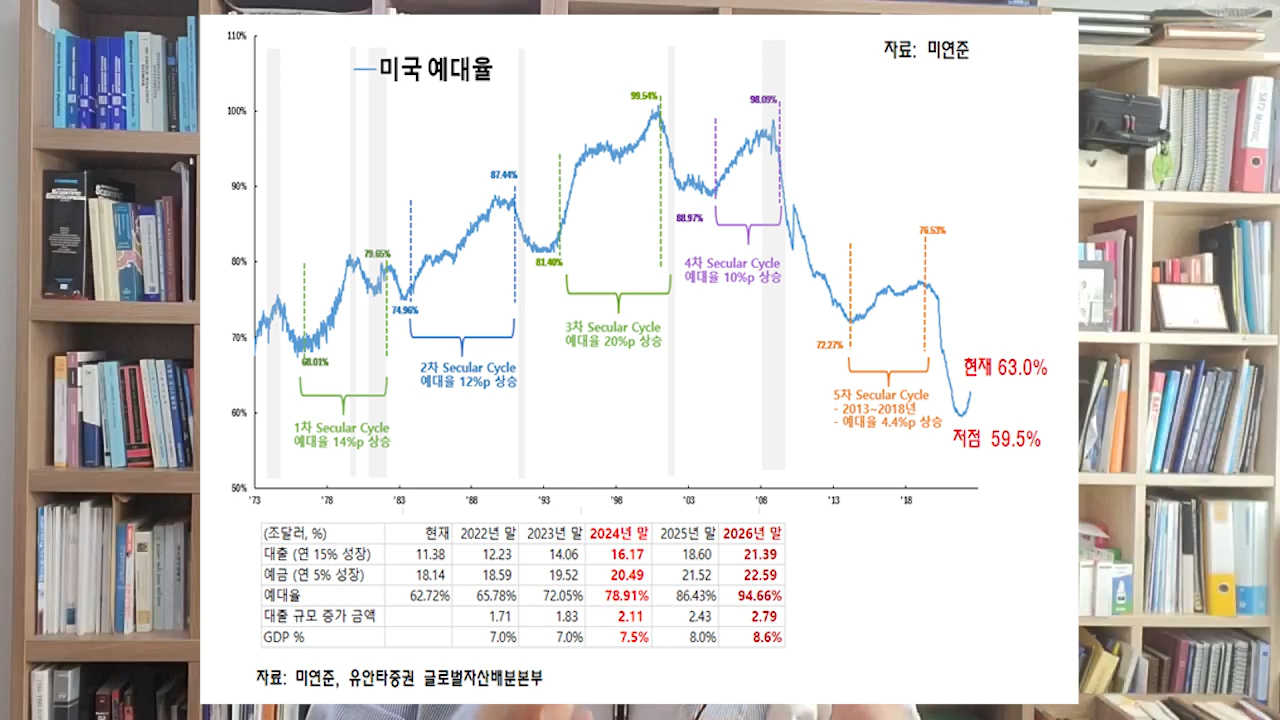 미국 예대율
자료: 미연준
110%
100%
90%
80%
70%
60%
50%
99.54%
98.09%
87.44%
88.97%
79.65%
81.40%
76.53%
74.96%
72.27%
68.01%
4차 Secular Cycle
예대율 10%p 상승
3차 Secular Cycle
예대율 20%p 상승
2차 Secular Cycle
예대율 12%p 상승
1차 Secular Cycle
예대율 14%p 상승
5차 Secular Cycle
- 2013~2018년
- 예대율 4.4%p 상승
현재 63.0%
저점 59.5%
'73 '78 '83 '88 '93 '98 '03 '08 '13 '18
(조달러, %) 현재 2022년 말 2023년 말 2024년 말 2025년 말 2026년 말
대출 (연 15% 성장) 11.38 12.23 14.06 16.17 18.60 21.39
예금 (연 5% 성장) 18.14 18.59 19.52 20.49 21.52 22.59
예대율 62.72% 65.78% 72.05% 78.91% 86.43% 94.66%
대출 규모 증가 금액 1.71 1.83 2.11 2.43 2.79
GDP % 7.0% 7.0% 7.5% 8.0% 8.6%
자료: 미연준, 유안타증권 글로벌자산배분본부